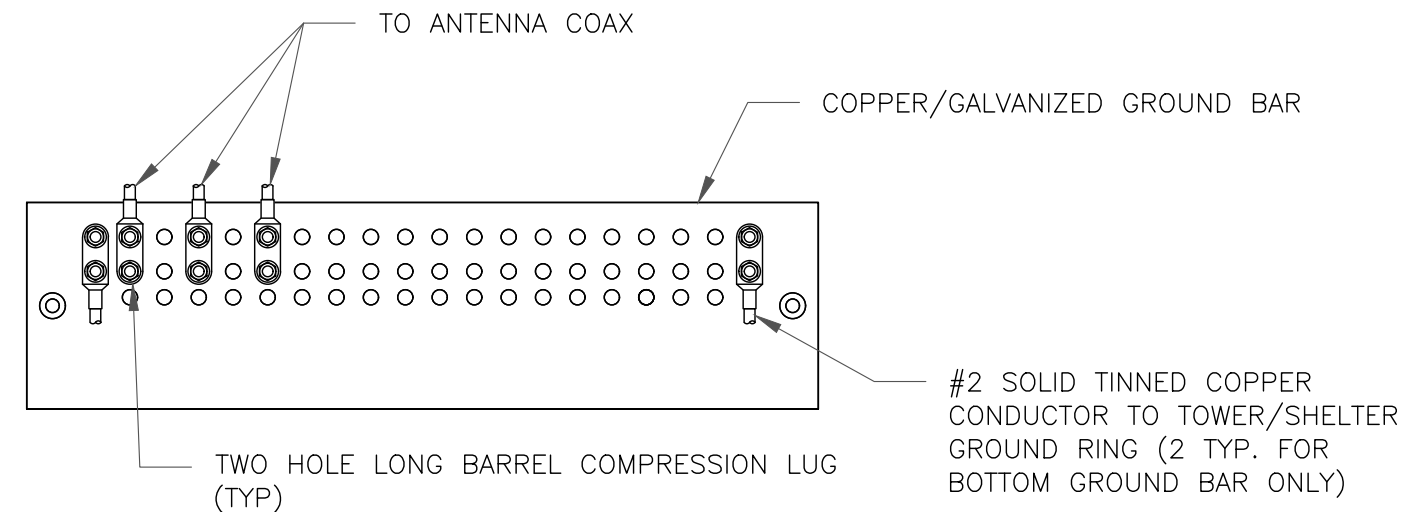 TO ANTENNA COAX
COPPER/GALVANIZED GROUND BAR
#2 SOLID TINNED COPPER
CONDUCTOR TO TOWER/SHELTER
GROUND RING (2 TYP. FOR
BOTTOM GROUND BAR ONLY)
TWO HOLE LONG BARREL COMPRESSION LUG
(TYP)